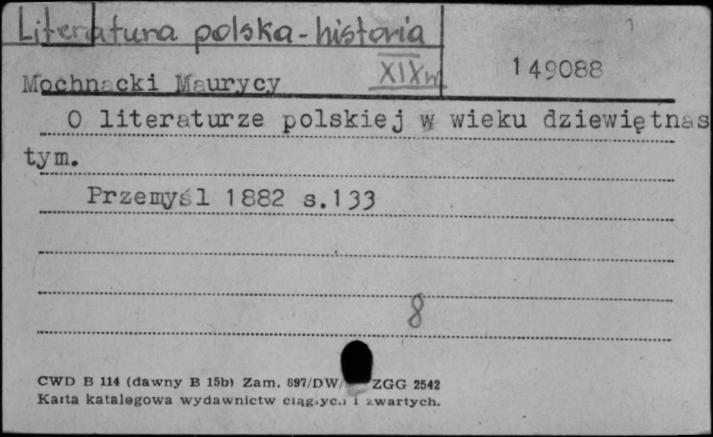 Literatura polska - historia
XIXw
149088
Mochnacki Maurycy
O literaturze polskiej w wieku dziewiętnas
tym.
Przemyśl 1882 s.133
8
CWD B 114 (dawny B 15b) Zam. 897/DW/ ZGG 2542
Karta katalogowa wydawnictw ciągłych i zwartych.